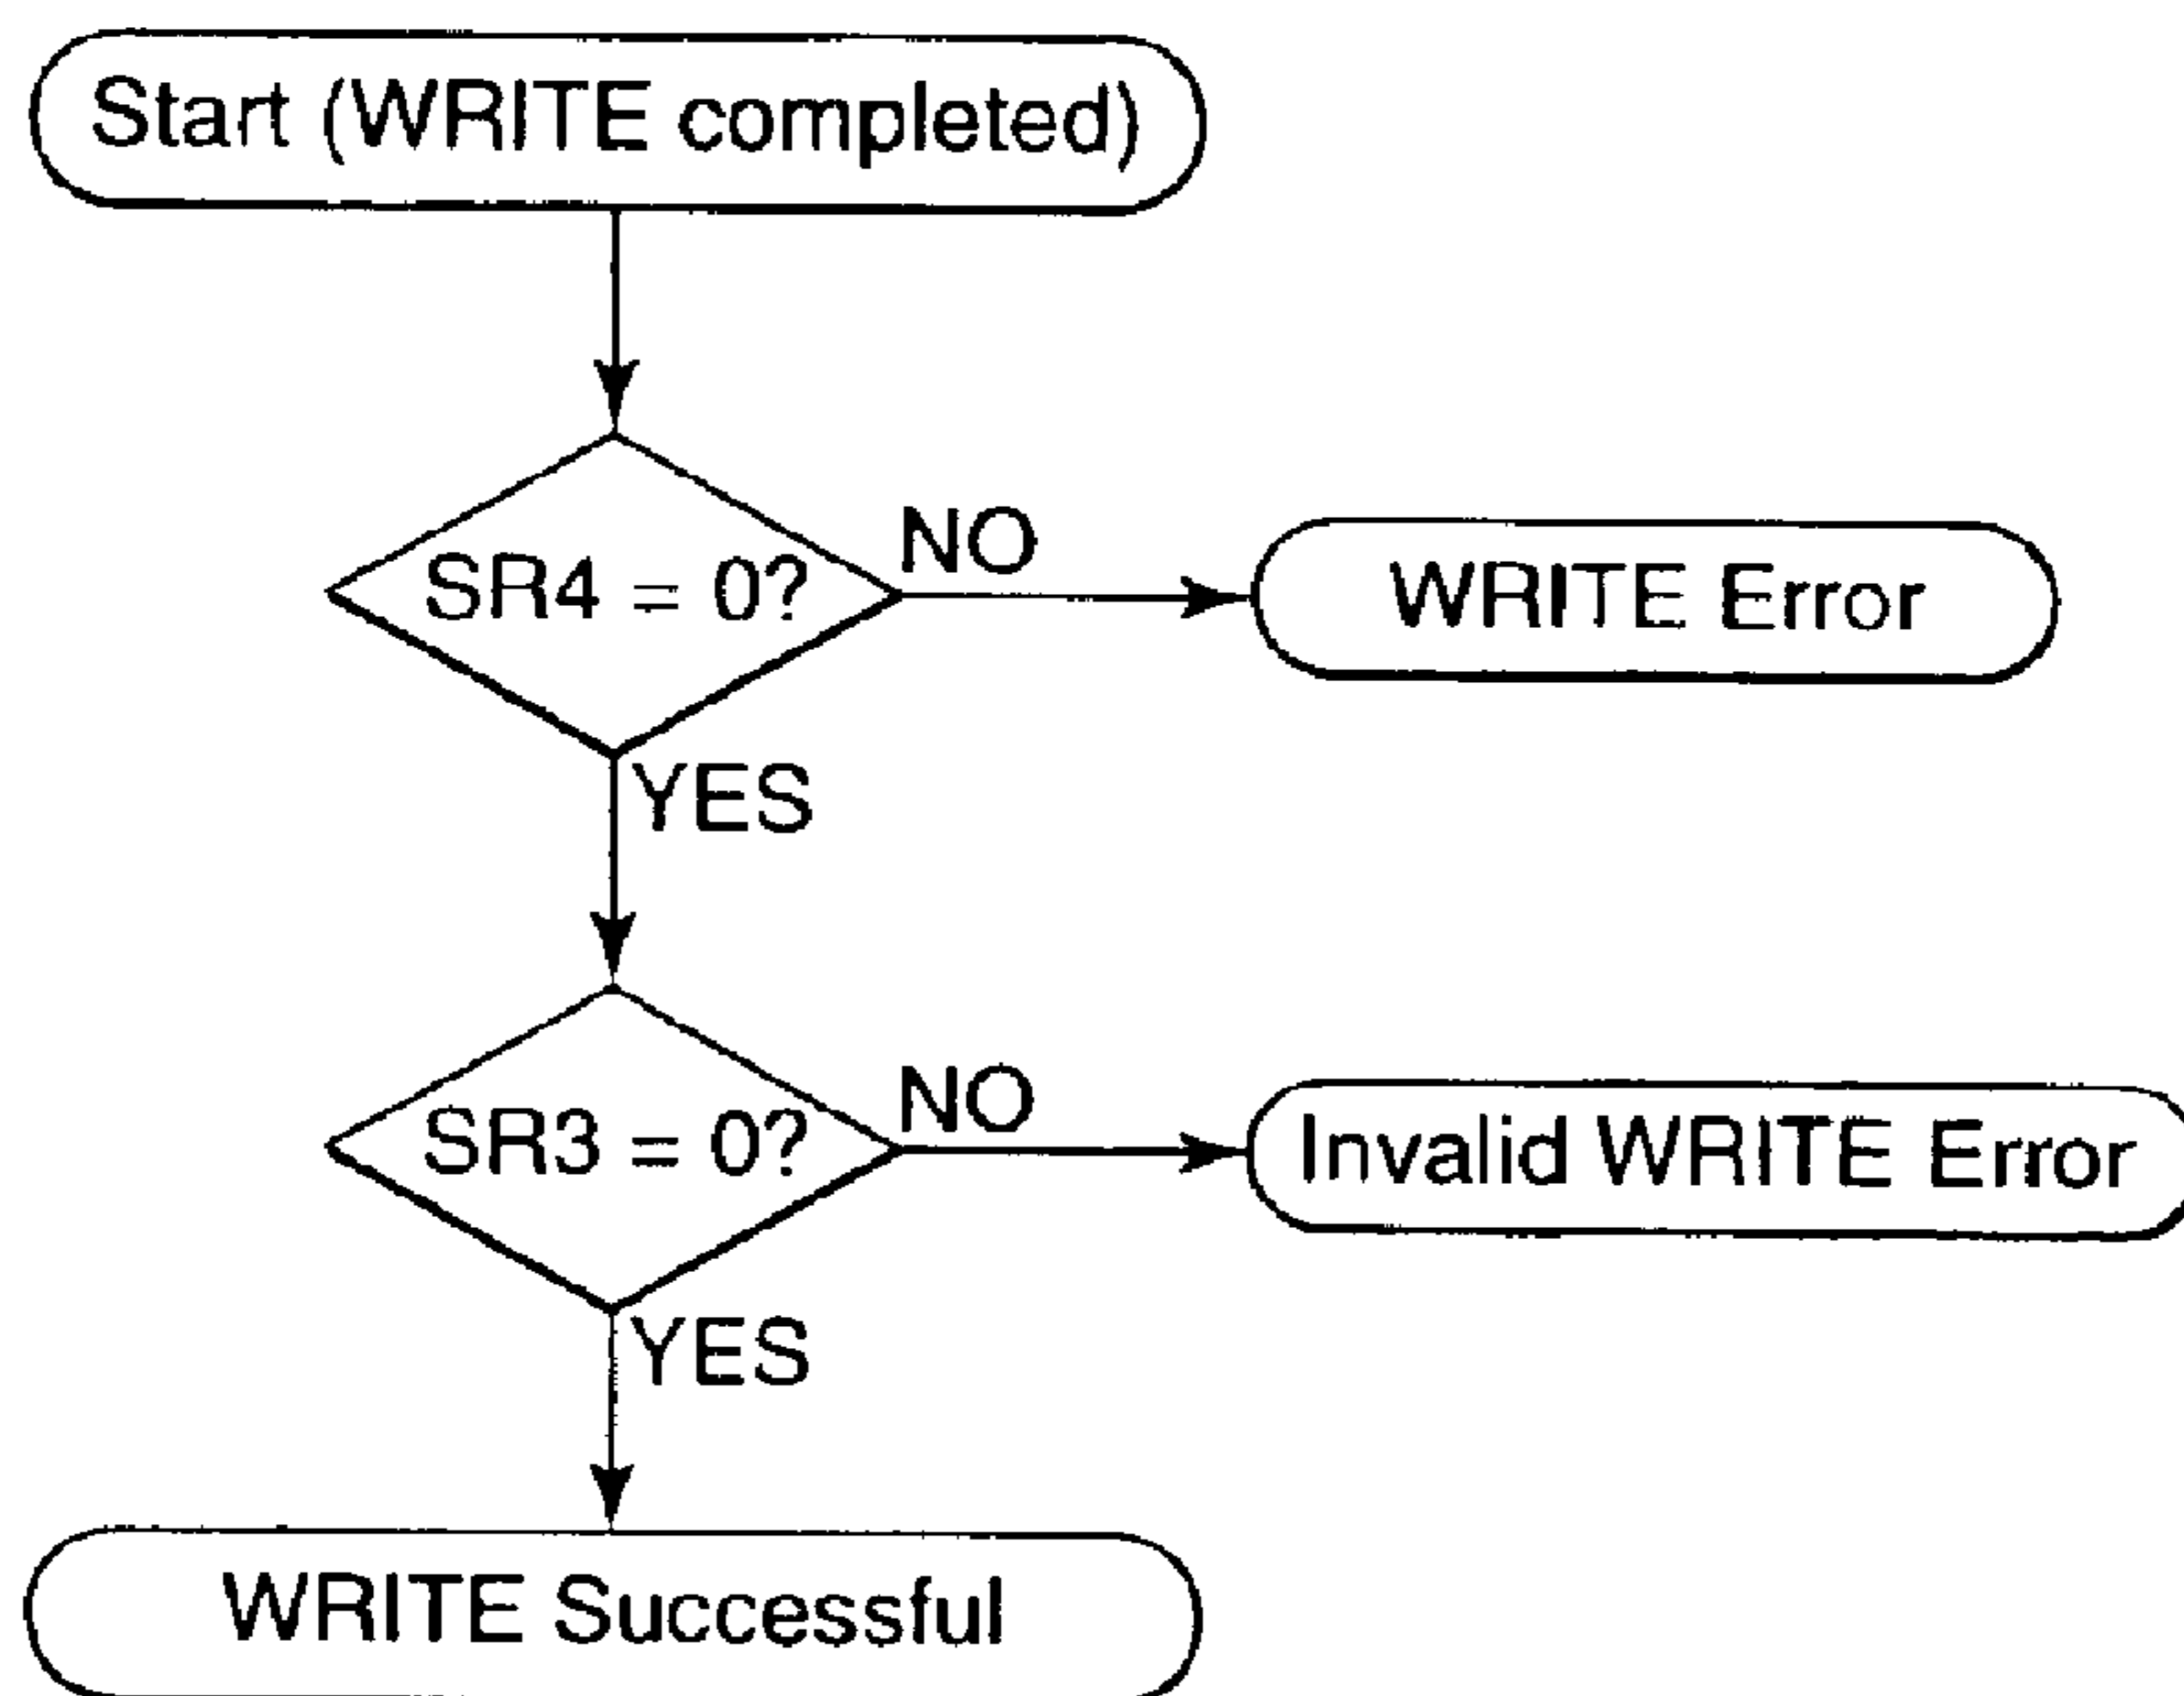 Start (WRITE completed)
SR4 = 0?
NO
WRITE Error
YES
SR3 = 0?
NO
Invalid WRITE Error
YES
WRITE Successful